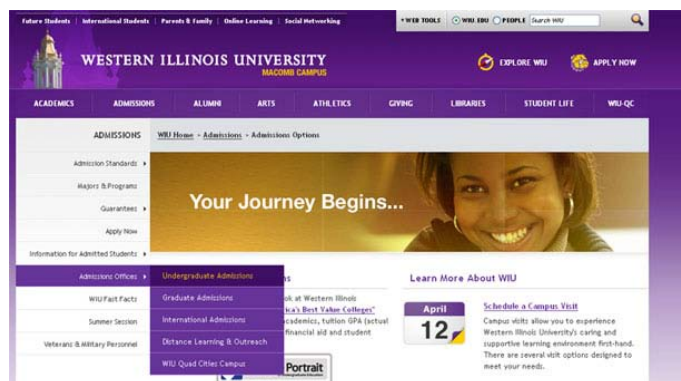 Future Students | International Students | Parents & Family | Online Learning | Social Networking
WEB TOOLS WIU.EDU PEOPLE Search WIU
WESTERN ILLINOIS UNIVERSITY
MACOMB CAMPUS
EXPLORE WIU APPLY NOW
ACADEMICS ADMISSIONS ALUMNI ARTS ATHLETICS GIVING LIBRARIES STUDENT LIFE WIU-QC
ADMISSIONS
WIU Home > Admissions > Admissions Options
Admission Standards
Majors & Programs
Guarantees
Apply Now
Information for Admitted Students
Admissions Offices
WIU Fast Facts
Summer Session
Veterans & Military Personnel
Your Journey Begins...
Undergraduate Admissions
Graduate Admissions
International Admissions
Distance Learning & Outreach
WIU Quad Cities Campus
ns
ok at Western Illinois
ica's Best Value Colleges"
cademics, tuition GPA (actual
financial aid and student
Portrait
Learn More About WIU
April
12
Schedule a Campus Visit
Campus visits allow you to experience
Western Illinois University's caring and
supportive learning environment first-hand.
There are several visit options designed to
meet your needs.